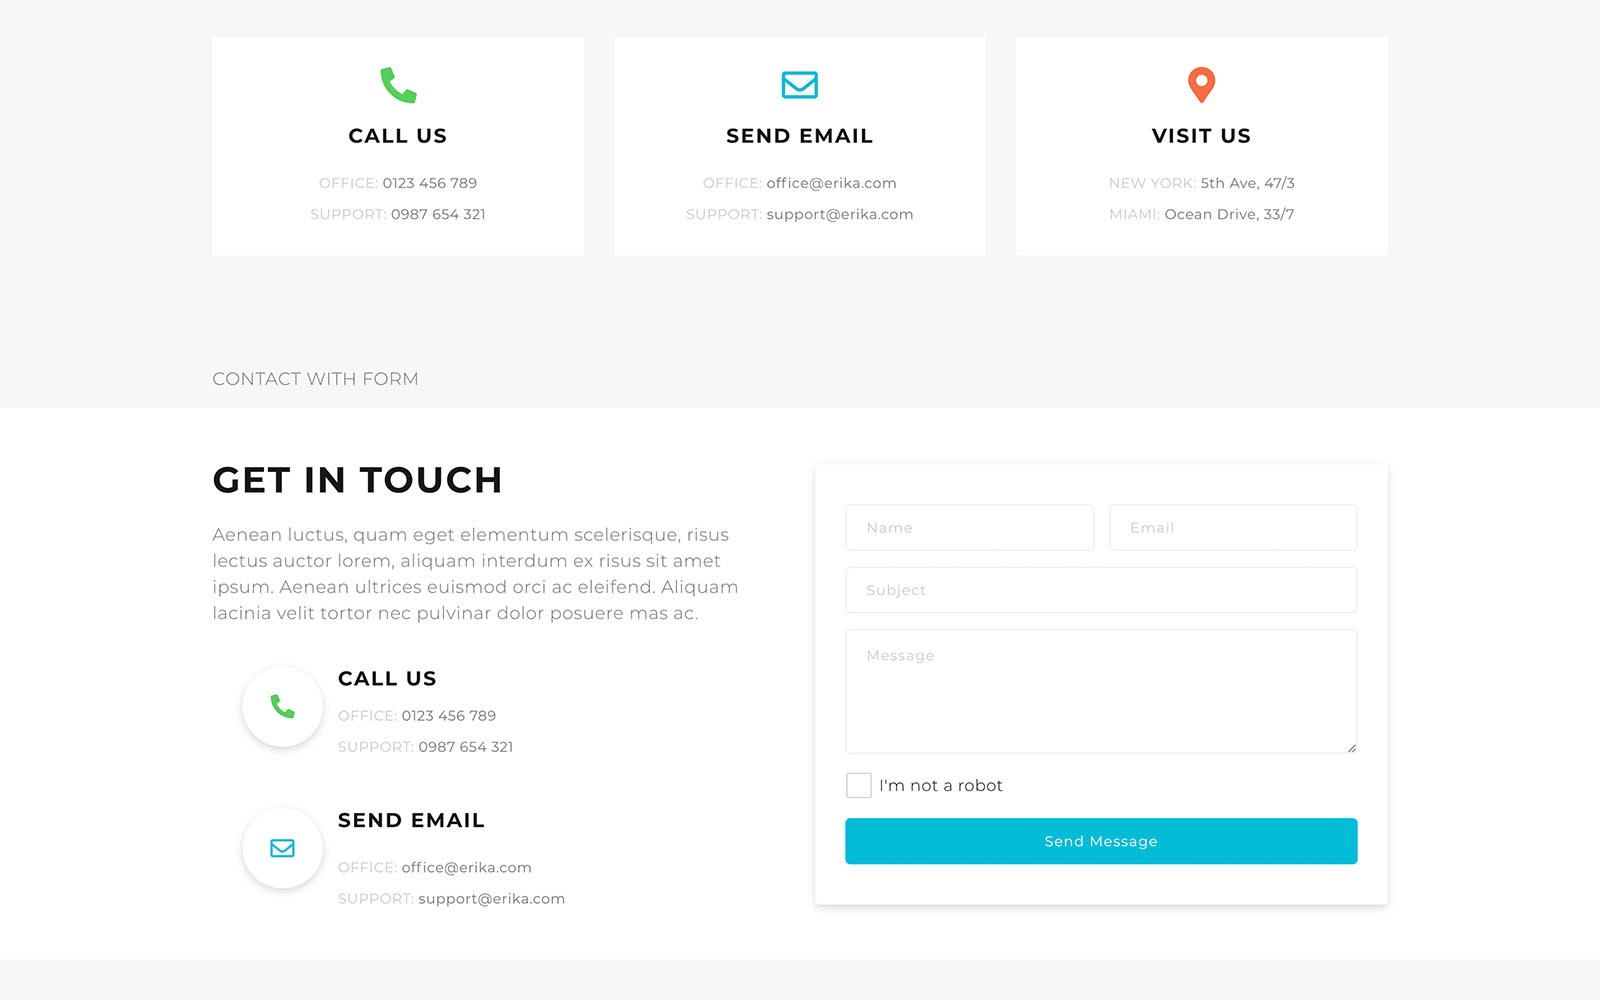 CALL US
OFFICE: 0123 456 789
SUPPORT: 0987 654 321
SEND EMAIL
OFFICE: office@erika.com
SUPPORT: support@erika.com
VISIT US
NEW YORK: 5th Ave, 47/3
MIAMI: Ocean Drive, 33/7
CONTACT WITH FORM
GET IN TOUCH
Aenean luctus, quam eget elementum scelerisque, risus
lectus auctor lorem, aliquam interdum ex risus sit amet
ipsum. Aenean ultrices euismod orci ac eleifend. Aliquam
lacinia velit tortor nec pulvinar dolor posuere mas ac.
CALL US
OFFICE: 0123 456 789
SUPPORT: 0987 654 321
SEND EMAIL
OFFICE: office@erika.com
SUPPORT: support@erika.com
Name
Email
Subject
Message
I'm not a robot
Send Message